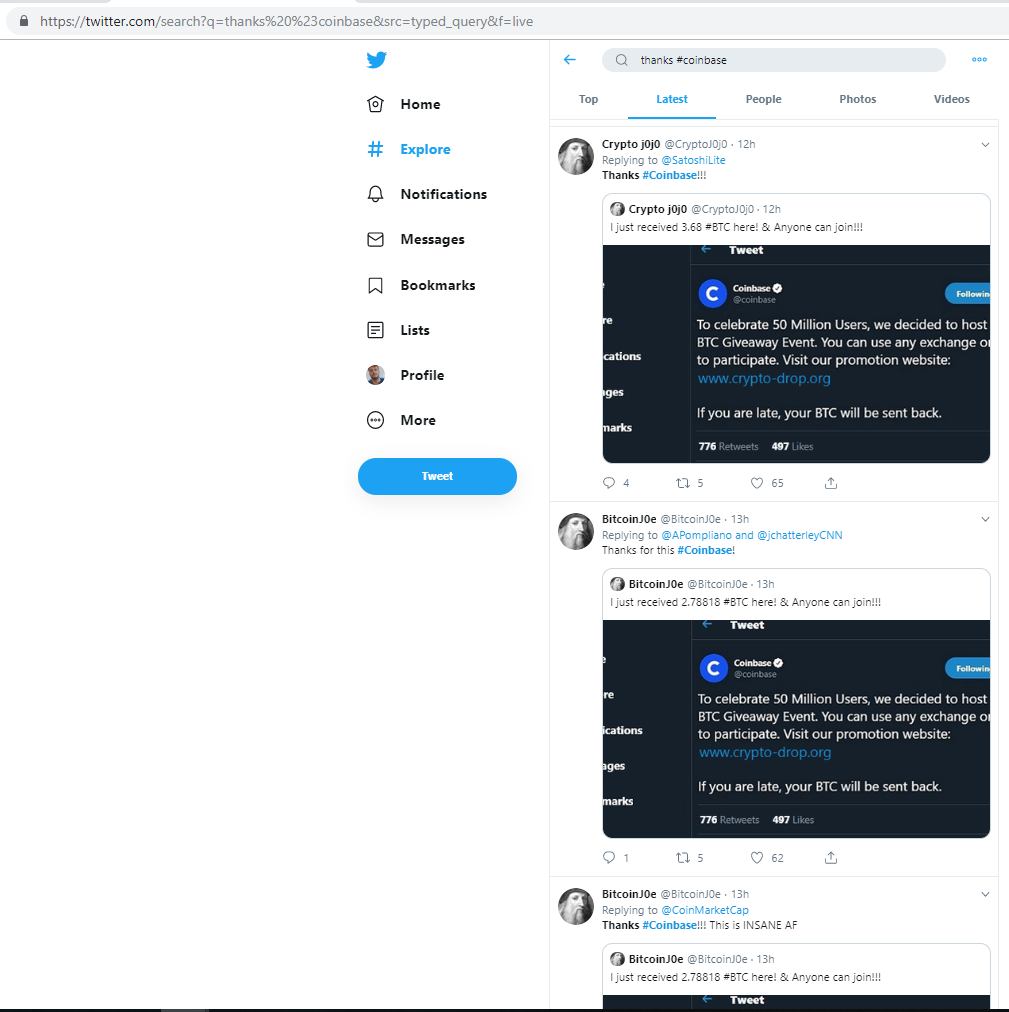 https://twitter.com/search?q=thanks%20%23coinbase&src=typed_query&f=live
thanks #coinbase
Home
Explore
Notifications
Messages
Bookmarks
Lists
Profile
More
Tweet
Top Latest People Photos Videos
Crypto j0j0 @CryptoJ0j0 · 12h
Replying to @SatoshiLite
Thanks #Coinbase!!!
Crypto j0j0 @CryptoJ0j0 · 12h
I just received 3.68 #BTC here! & Anyone can join!!!
Tweet
Coinbase
@coinbase
Followin
re
cations
ages
marks
To celebrate 50 Million Users, we decided to host
BTC Giveaway Event. You can use any exchange or
to participate. Visit our promotion website:
www.crypto-drop.org
If you are late, your BTC will be sent back.
776 Retweets 497 Likes
4 5 65
BitcoinJ0e @BitcoinJ0e · 13h
Replying to @APompliano and @jchatterleyCNN
Thanks for this #Coinbase!
BitcoinJ0e @BitcoinJ0e · 13h
I just received 2.78818 #BTC here! & Anyone can join!!!
Tweet
Coinbase
@coinbase
Followin
e
re
ications
ages
marks
To celebrate 50 Million Users, we decided to host
BTC Giveaway Event. You can use any exchange or
to participate. Visit our promotion website:
www.crypto-drop.org
If you are late, your BTC will be sent back.
776 Retweets 497 Likes
1 5 62
BitcoinJ0e @BitcoinJ0e · 13h
Replying to @CoinMarketCap
Thanks #Coinbase!!! This is INSANE AF
BitcoinJ0e @BitcoinJ0e · 13h
I just received 2.78818 #BTC here! & Anyone can join!!!
Tweet